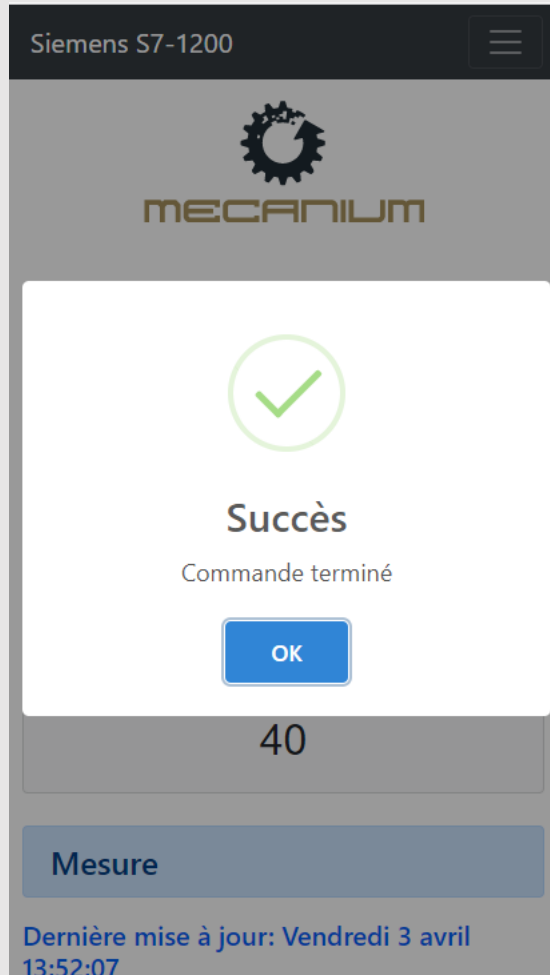 Siemens S7-1200
MECANIUM
Succès
Commande terminé
OK
40
Mesure
Dernière mise à jour: Vendredi 3 avril
13:52:07